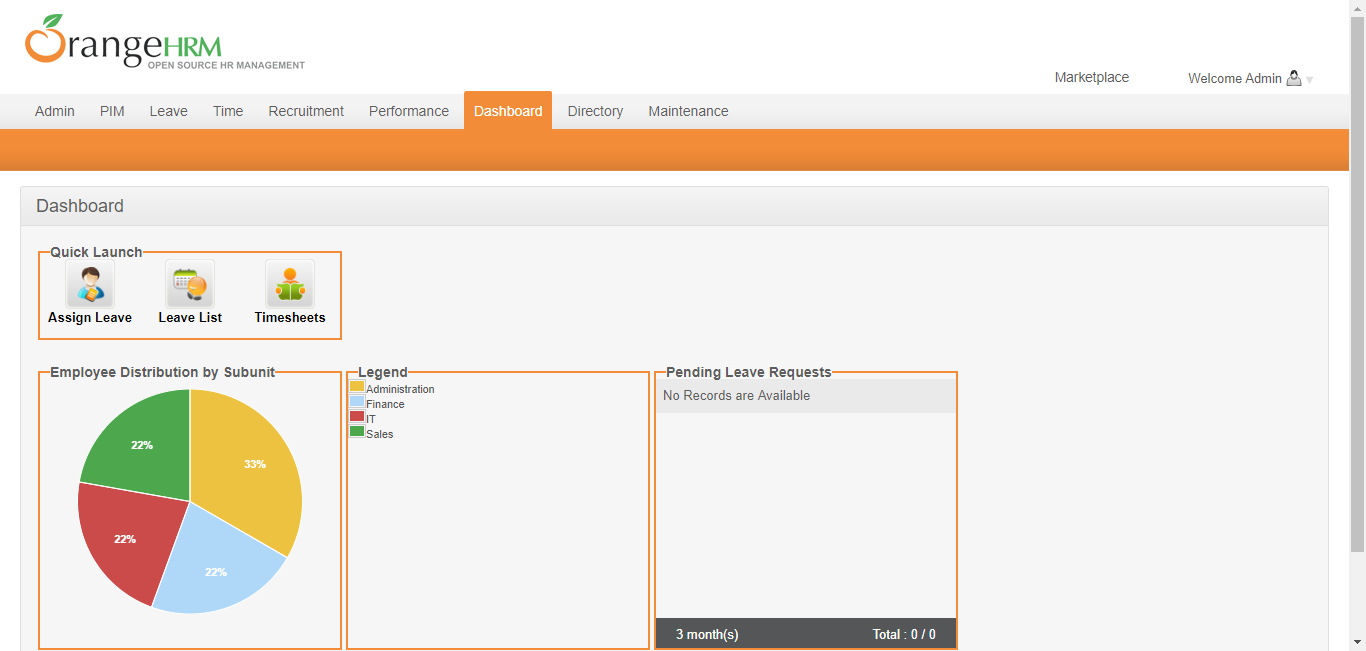 OrangeHRM
OPEN SOURCE HR MANAGEMENT
Marketplace
Welcome Admin
Admin PIM Leave Time Recruitment Performance Dashboard Directory Maintenance
Dashboard
Quick Launch
Assign Leave Leave List Timesheets
Employee Distribution by Subunit
22%
33%
22%
22%
Legend
Administration
Finance
IT
Sales
Pending Leave Requests
No Records are Available
3 month(s) Total : 0 / 0